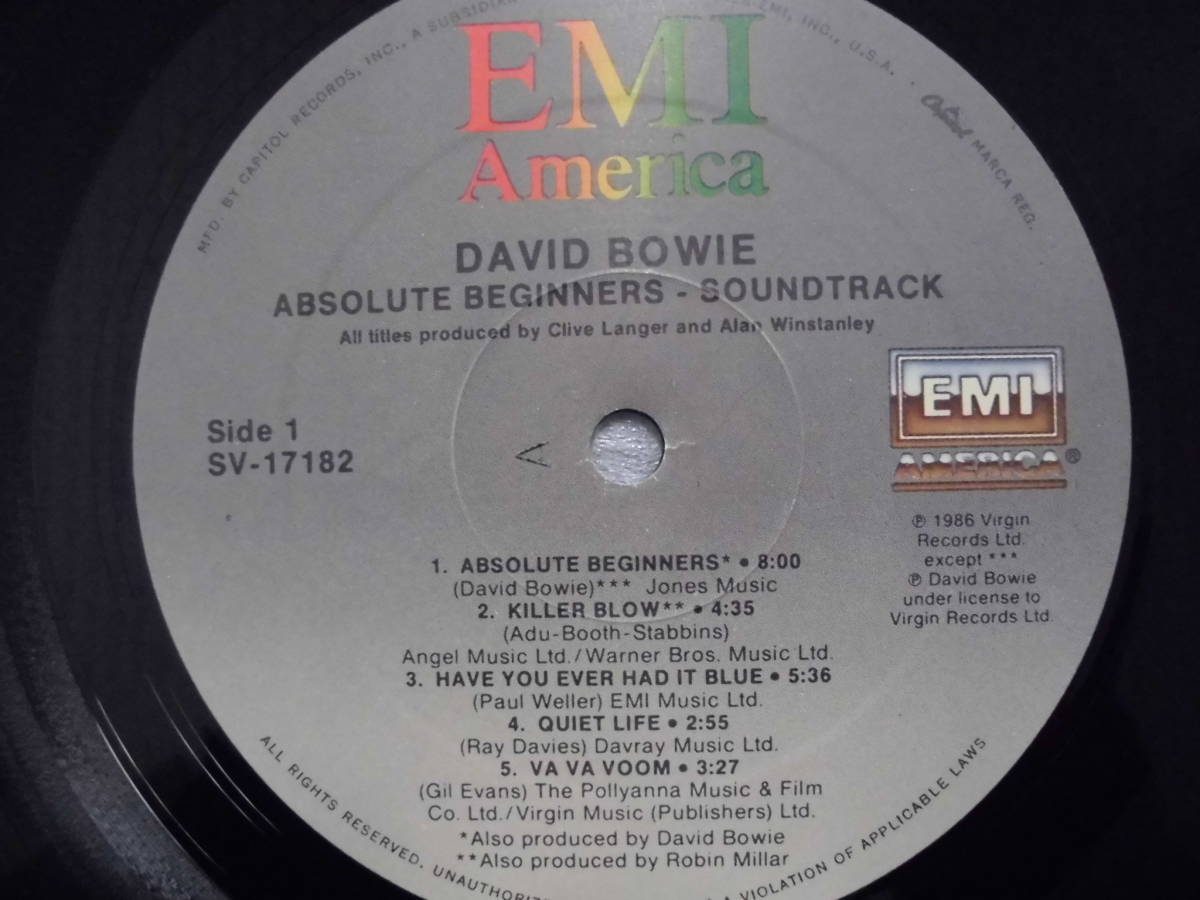 MFD. BY CAPITOL RECORDS, INC., A SUBSIDIAR EMI, INC., U.S.A. Capitol MARCA REG.
EMI
America
DAVID BOWIE
ABSOLUTE BEGINNERS - SOUNDTRACK
All titles produced by Clive Langer and Alan Winstanley
Side 1
SV-17182
A
EMI
AMERICA®
℗ 1986 Virgin
Records Ltd.
except ***
℗ David Bowie
under license to
Virgin Records Ltd.
1. ABSOLUTE BEGINNERS* • 8:00
(David Bowie)*** Jones Music
2. KILLER BLOW** • 4:35
(Adu-Booth-Stabbins)
Angel Music Ltd./Warner Bros. Music Ltd.
3. HAVE YOU EVER HAD IT BLUE • 5:36
(Paul Weller) EMI Music Ltd.
4. QUIET LIFE • 2:55
(Ray Davies) Davray Music Ltd.
5. VA VA VOOM • 3:27
(Gil Evans) The Pollyanna Music & Film
Co. Ltd./Virgin Music (Publishers) Ltd.
*Also produced by David Bowie
**Also produced by Robin Millar
ALL RIGHTS RESERVED. UNAUTHORIZ A VIOLATION OF APPLICABLE LAWS